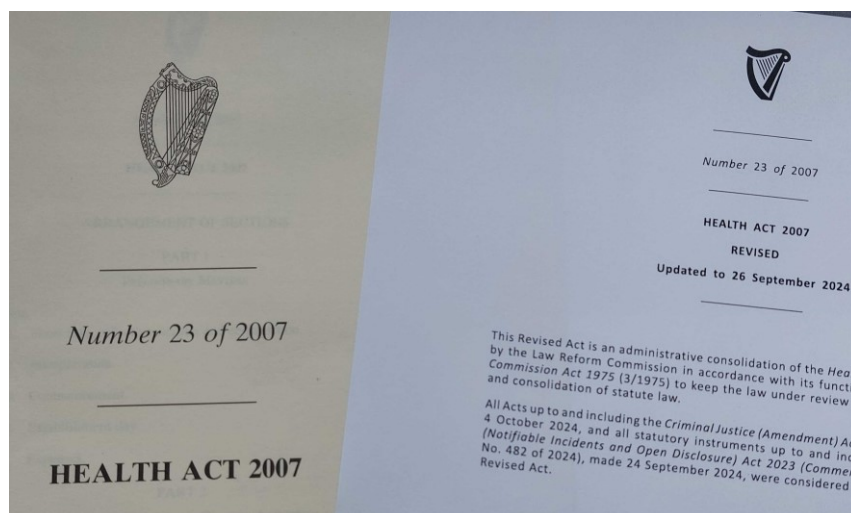 Number 23 of 2007
HEALTH ACT 2007
Number 23 of 2007
HEALTH ACT 2007
REVISED
Updated to 26 September 2024
This Revised Act is an administrative consolidation of the
by the Law Reform Commission in accordance with its
Commission Act 1975 (3/1975) to keep the law under review
and consolidation of statute law.
All Acts up to and including the Criminal Justice (Amendment)
4 October 2024, and all statutory instruments up to and
(Notifiable Incidents and Open Disclosure) Act 2023
No. 482 of 2024), made 24 September 2024, were considered
Revised Act.